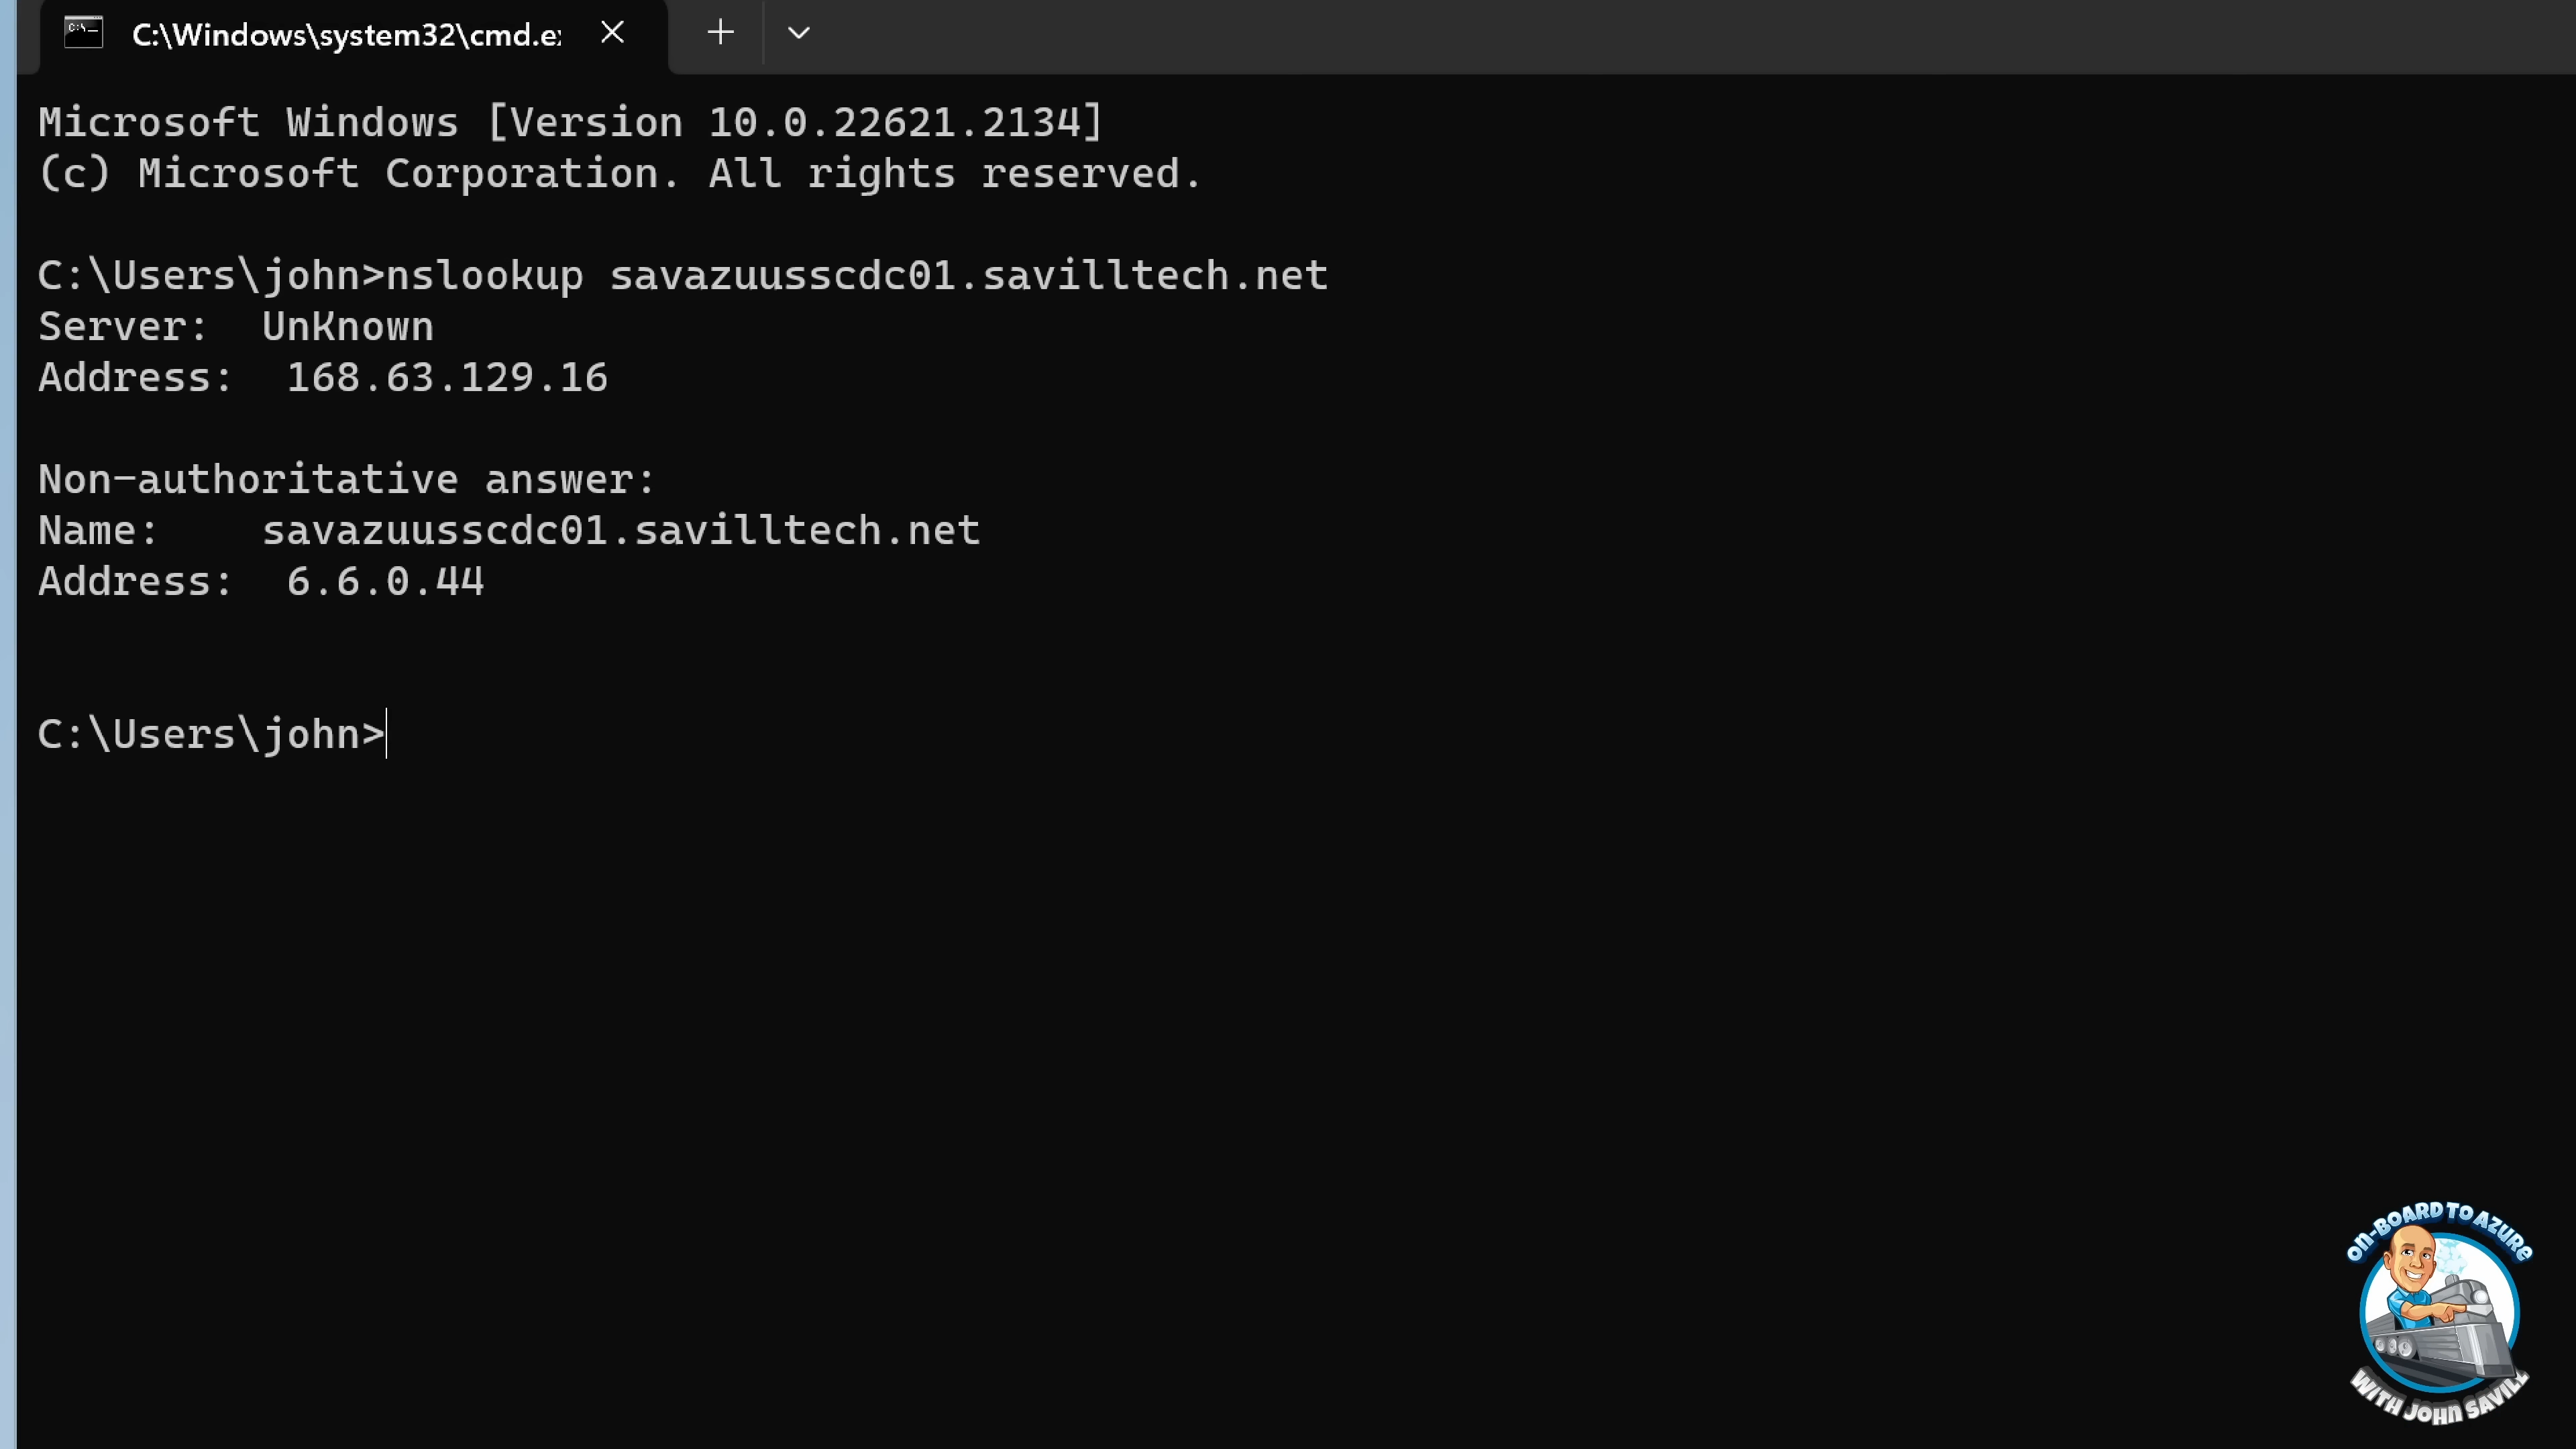 C:\Windows\system32\cmd.e
Microsoft Windows [Version 10.0.22621.2134]
(c) Microsoft Corporation. All rights reserved.
C:\Users\john>nslookup savazuusscdc01.savilltech.net
Server:  UnKnown
Address:  168.63.129.16
Non-authoritative answer:
Name:    savazuusscdc01.savilltech.net
Address:  6.6.0.44
C:\Users\john>
ON-BOARD TO AZURE
WITH JOHN SAVILL